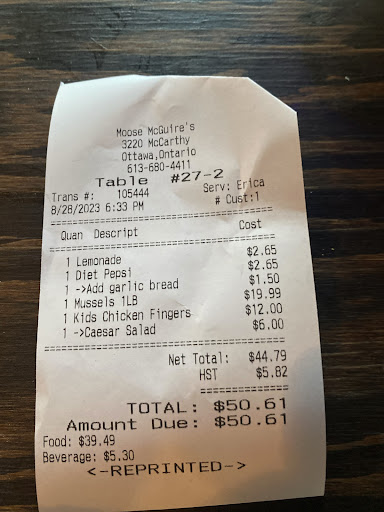 Moose McGuire's
3220 McCarthy
Ottawa,Ontario
613-680-4411
Table #27-2
Trans #: 105444 Serv: Erica
8/28/2023 6:33 PM # Cust:1
Quan Descript Cost
1 Lemonade $2.65
1 Diet Pepsi $2.65
1 ->Add garlic bread $1.50
1 Mussels 1LB $19.99
1 Kids Chicken Fingers $12.00
1 ->Caesar Salad $6.00
Net Total: $44.79
HST $5.82
TOTAL: $50.61
Amount Due: $50.61
Food: $39.49
Beverage: $5.30
<-REPRINTED->